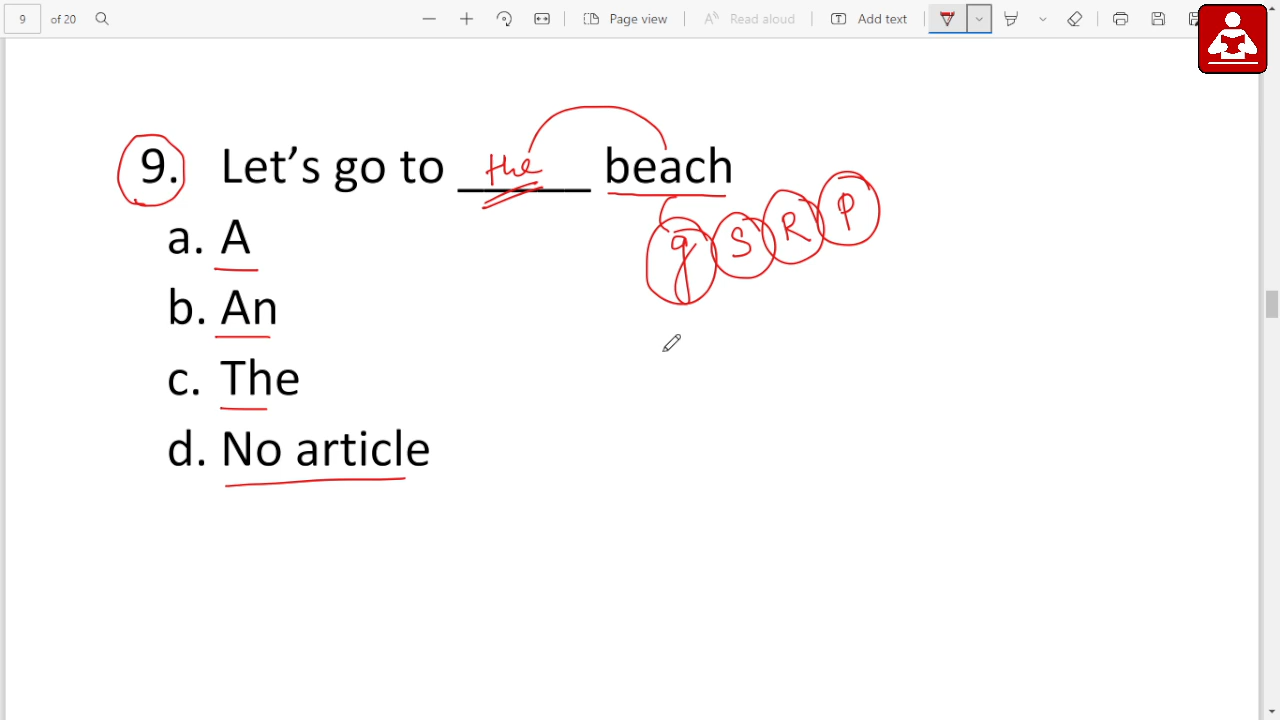 9 of 20 Page view Read aloud Add text
9. Let's go to the beach
g S R P
a. A
b. An
c. The
d. No article